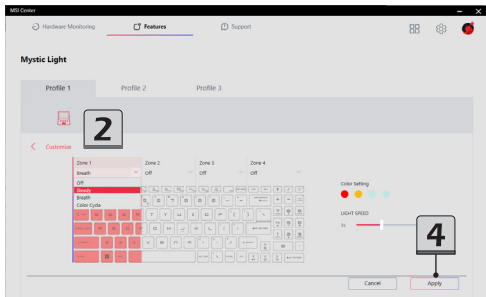 MSI Center
Hardware Monitoring
Features
Support
Mystic Light
Profile 1
Profile 2
Profile 3
2
Customize
Zone 1
Zone 2
Zone 3
Zone 4
Breath
Off
Off
Off
Off
Steady
Breath
Color Cycle
Color Setting
LIGHT SPEED
3s
4
Cancel
Apply